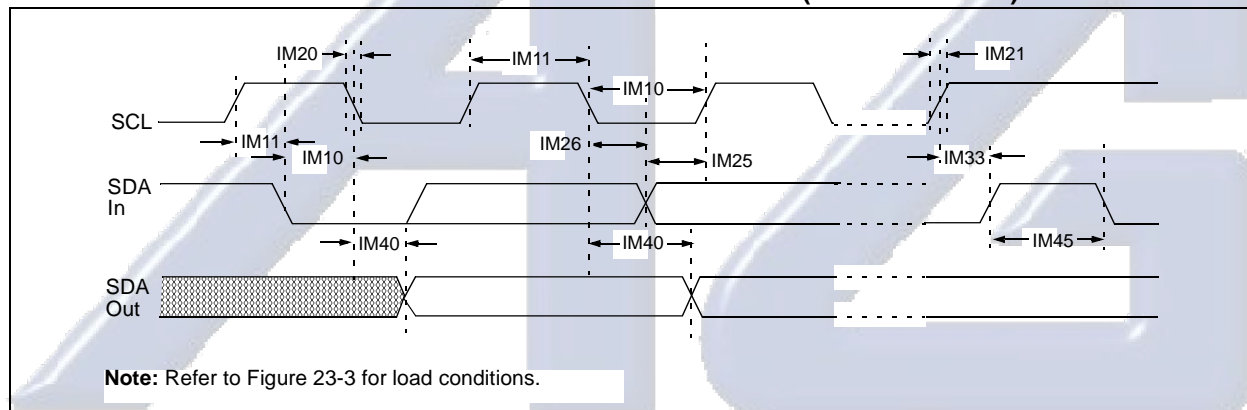 IM20
IM11
IM21
IM10
SCL
IM11
IM26
IM10
IM25
IM33
SDA
In
IM40
IM40
IM45
SDA
Out
Note: Refer to Figure 23-3 for load conditions.